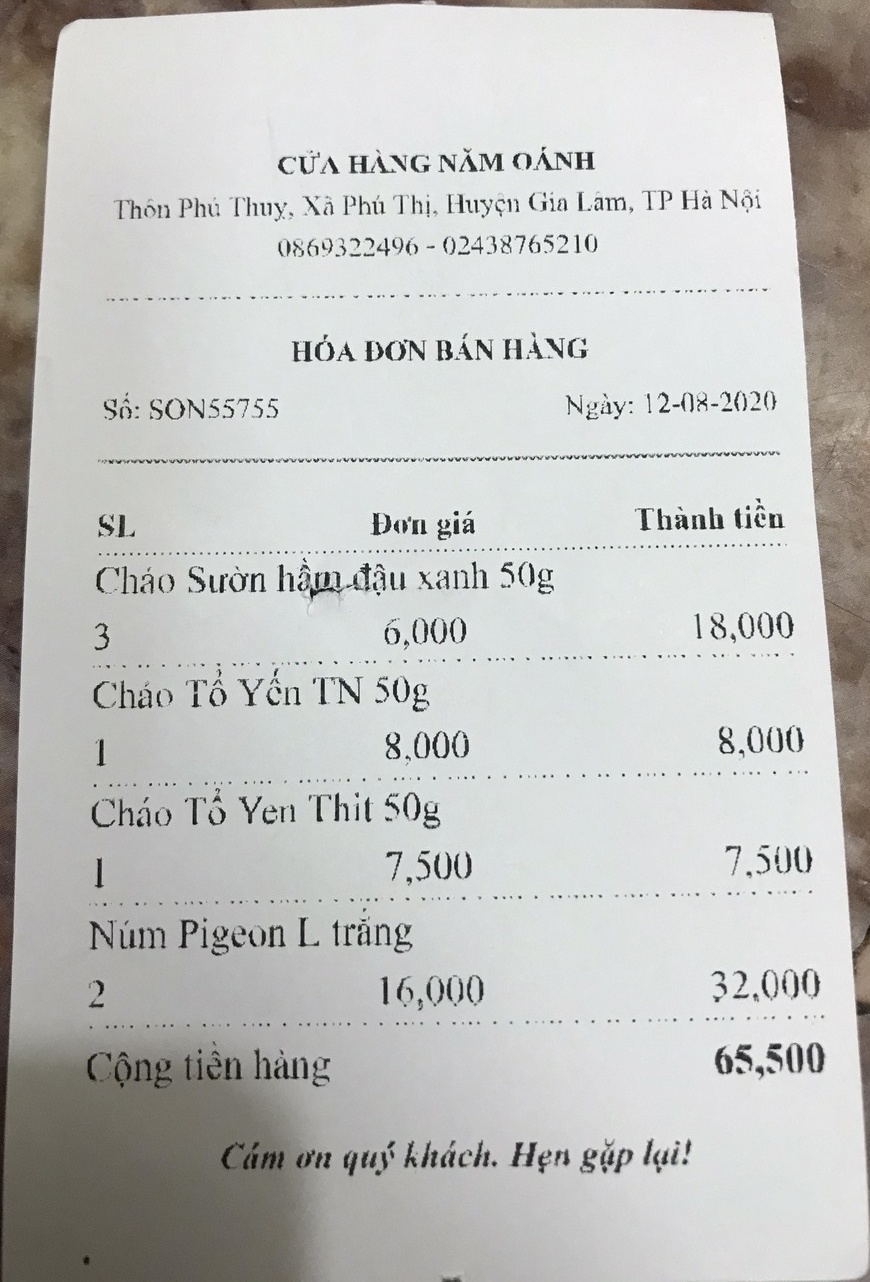 CỬA HÀNG NĂM OÁNH
Thôn Phú Thuỵ, Xã Phú Thị, Huyện Gia Lâm, TP Hà Nội
0869322496 - 02438765210
HÓA ĐƠN BÁN HÀNG
Số: SON55755 Ngày: 12-08-2020
SL Đơn giá Thành tiền
Cháo Sườn hầm đậu xanh 50g
3 6,000 18,000
Cháo Tổ Yến TN 50g
1 8,000 8,000
Cháo Tổ Yen Thit 50g
1 7,500 7,500
Núm Pigeon L trắng
2 16,000 32,000
Cộng tiền hàng 65,500
Cám ơn quý khách. Hẹn gặp lại!